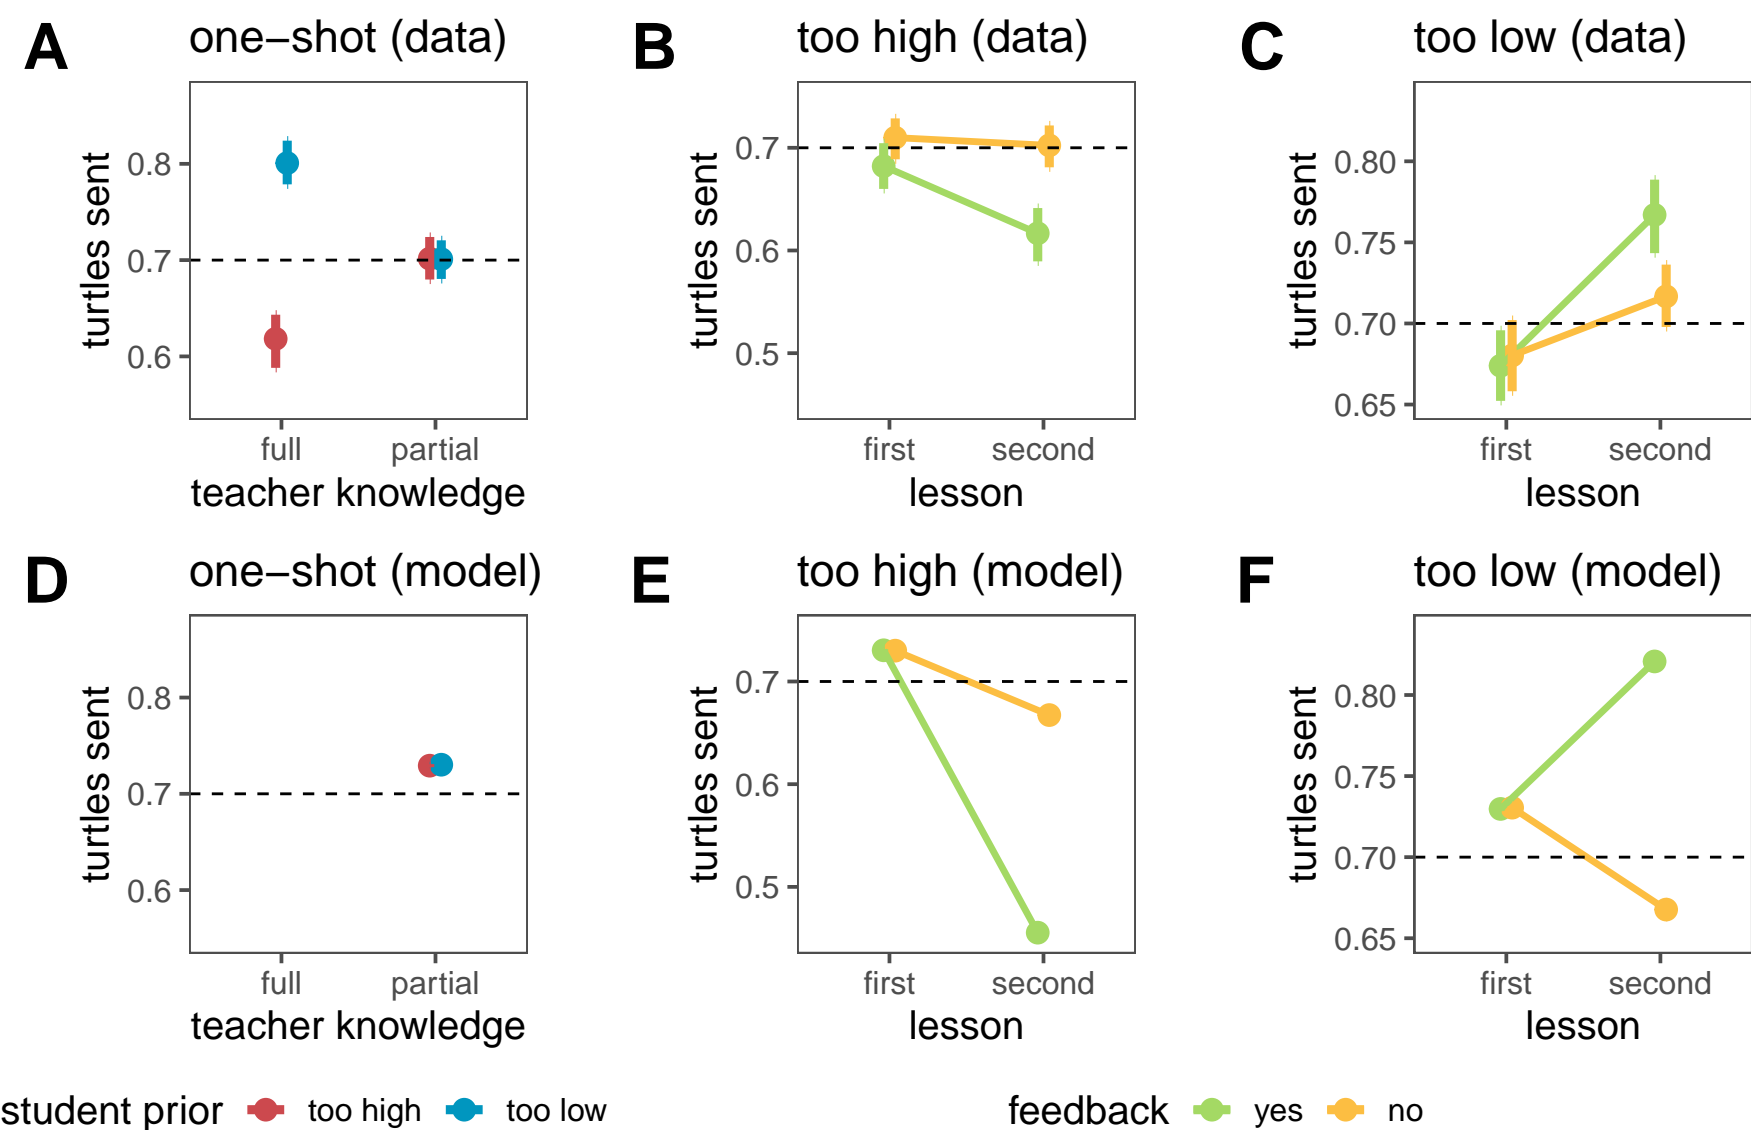 A one−shot (data)
turtles sent
0.8
0.7
0.6
full partial
teacher knowledge
B too high (data)
turtles sent
0.7
0.6
0.5
first second
lesson
C too low (data)
turtles sent
0.80
0.75
0.70
0.65
first second
lesson
D one−shot (model)
turtles sent
0.8
0.7
0.6
full partial
teacher knowledge
E too high (model)
turtles sent
0.7
0.6
0.5
first second
lesson
F too low (model)
turtles sent
0.80
0.75
0.70
0.65
first second
lesson
student prior too high too low
feedback yes no